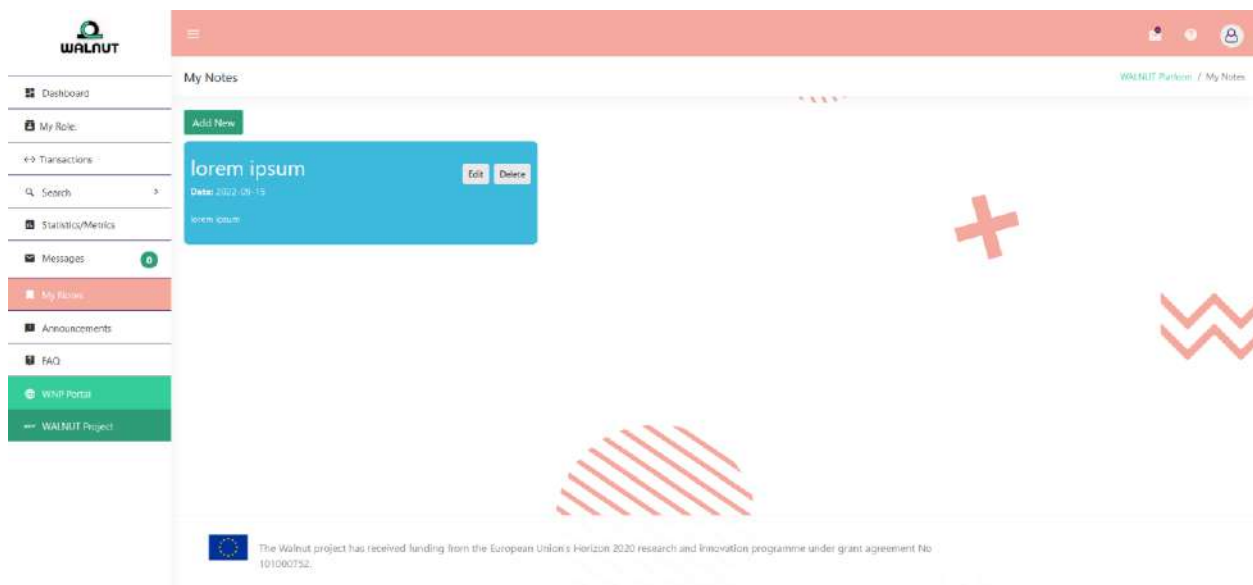 WALNUT
Dashboard
My Role.
Transactions
Search
Statistics/Metrics
Messages
0
My Notes
Announcements
FAQ
WNP Portal
WALNUT Project
My Notes
WALNUT Platform / My Notes
Add New
lorem ipsum
Edit Delete
Date: 2022-09-15
lorem ipsum
The Walnut project has received funding from the European Union's Horizon 2020 research and innovation programme under grant agreement No
101000752.